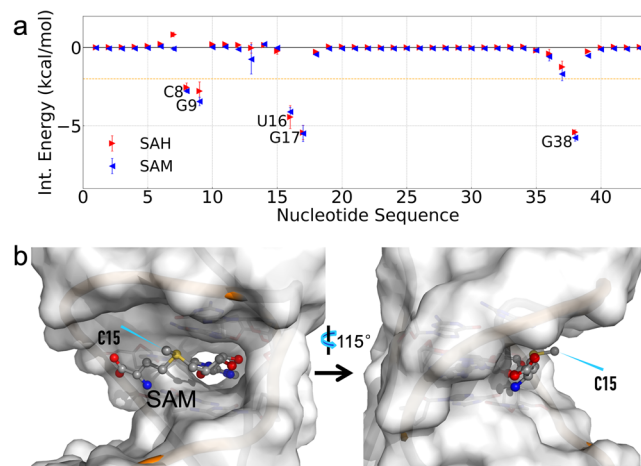 a
Int. Energy (kcal/mol)
0
−5
C8
G9
U16
G17
G38
SAH
SAM
0 5 10 15 20 25 30 35 40
Nucleotide Sequence
b
C15
SAM
115°
C15